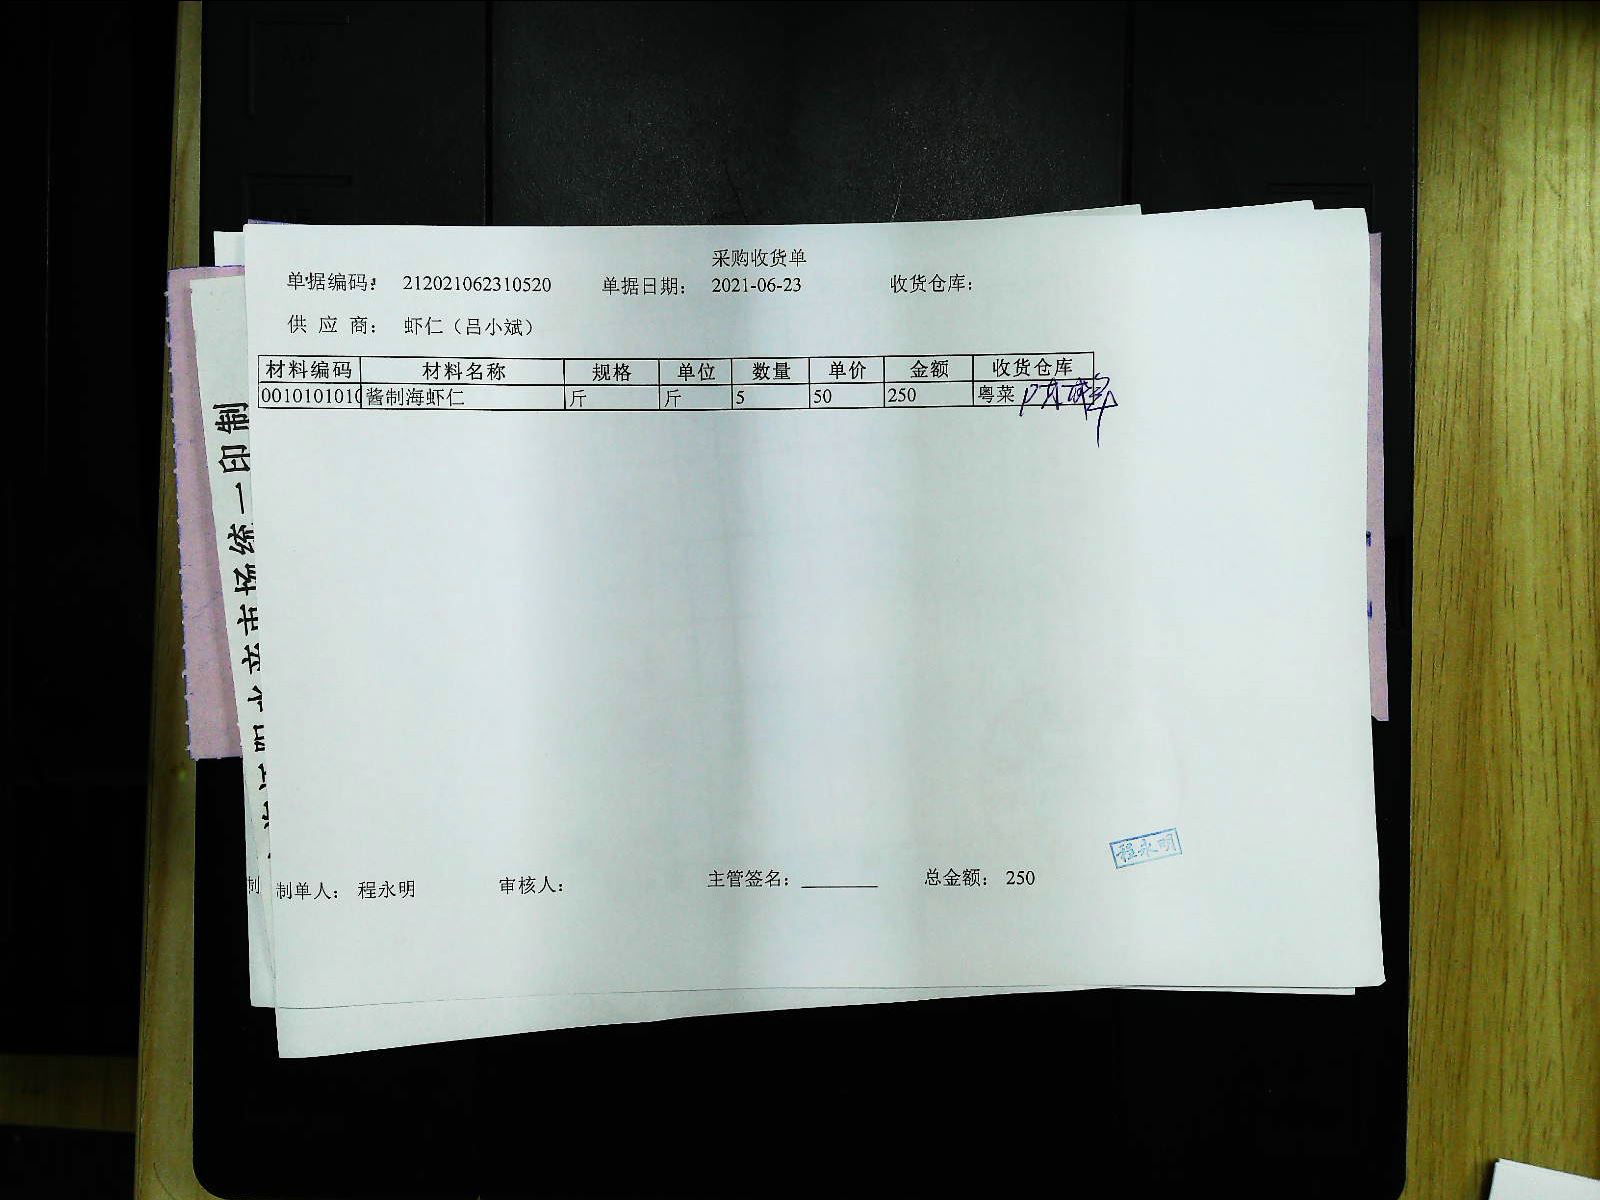 采购收货单
单据编码: 212021062310520 单据日期: 2021-06-23 收货仓库:
供 应 商: 虾仁（吕小斌）
材料编码 材料名称 规格 单位 数量 单价 金额 收货仓库
0010101010 酱制海虾仁 斤 斤 5 50 250 粤菜
制单人: 程永明 审核人: 主管签名: ________ 总金额: 250
程永明
印制